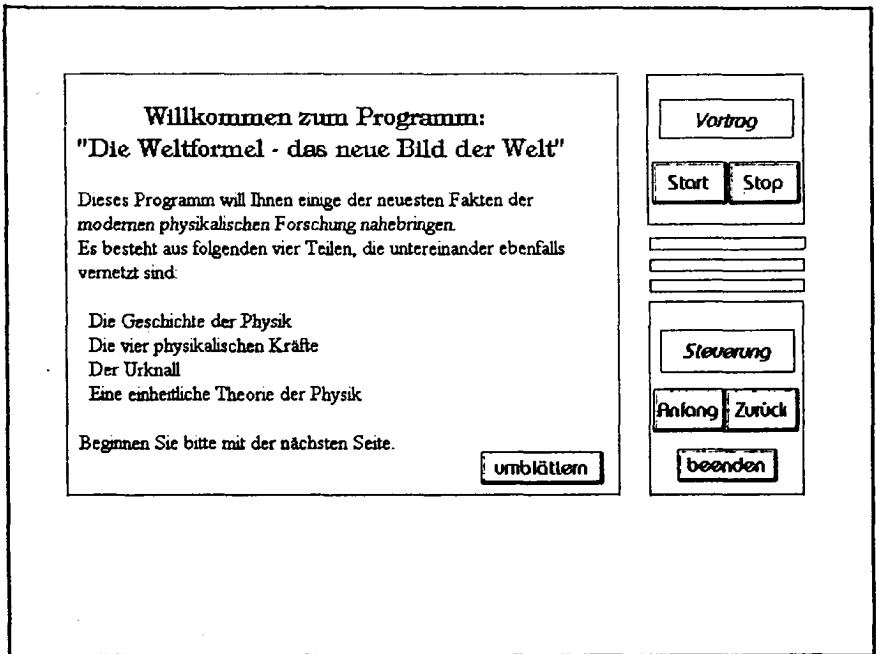 Willkommen zum Programm:
"Die Weltformel - das neue Bild der Welt"
Dieses Programm will Ihnen einige der neuesten Fakten der
modernen physikalischen Forschung nahebringen.
Es besteht aus folgenden vier Teilen, die untereinander ebenfalls
vernetzt sind:
Die Geschichte der Physik
Die vier physikalischen Kräfte
Der Urknall
Eine einheitliche Theorie der Physik
Beginnen Sie bitte mit der nächsten Seite.
umblättern
Vortrag
Start Stop
Steuerung
Anfang Zurück
beenden